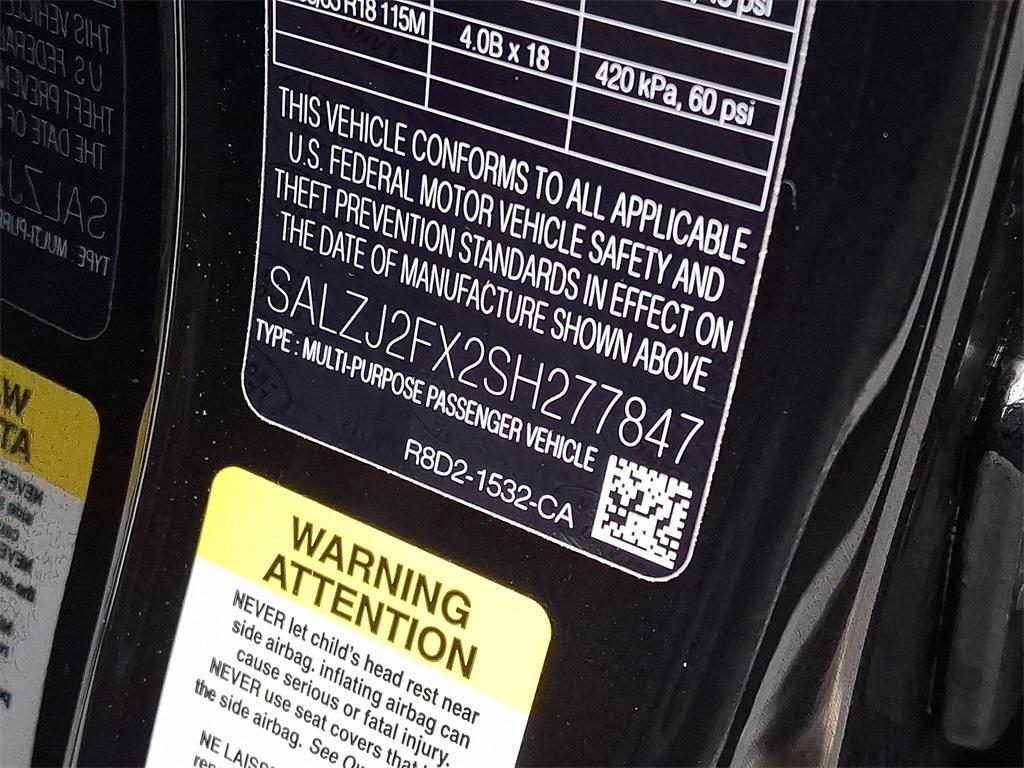 R18 115M
4.0B x 18
420 kPa, 60 psi
THIS VEHICLE CONFORMS TO ALL APPLICABLE
U.S. FEDERAL MOTOR VEHICLE SAFETY AND
THEFT PREVENTION STANDARDS IN EFFECT ON
THE DATE OF MANUFACTURE SHOWN ABOVE
SALZJ2FX2SH277847
TYPE : MULTI-PURPOSE PASSENGER VEHICLE
R8D2-1532-CA
WARNING
ATTENTION
NEVER let child's head rest near
side airbag. inflating airbag can
cause serious or fatal injury.
NEVER use seat covers that
the side airbag. See
NE